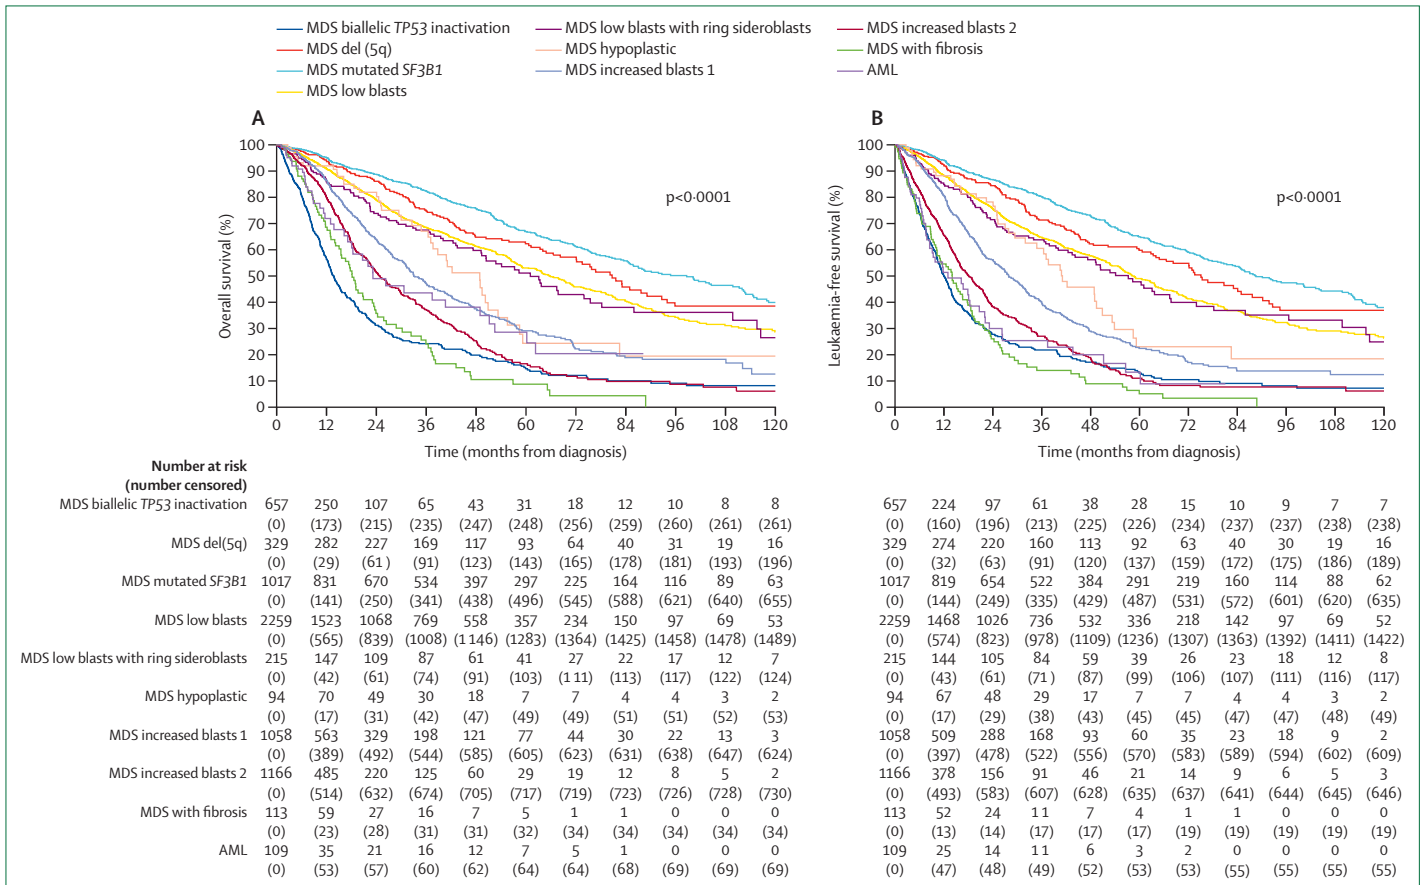 MDS biallelic TP53 inactivation
MDS del (5q)
MDS mutated SF3B1
MDS low blasts
MDS low blasts with ring sideroblasts
MDS hypoplastic
MDS increased blasts 1
MDS increased blasts 2
MDS with fibrosis
AML
A
Overall survival (%)
100
90
80
70
60
50
40
30
20
10
0
p<0·0001
0 12 24 36 48 60 72 84 96 108 120
Time (months from diagnosis)
B
Leukaemia-free survival (%)
100
90
80
70
60
50
40
30
20
10
0
p<0·0001
0 12 24 36 48 60 72 84 96 108 120
Time (months from diagnosis)
Number at risk
(number censored)
MDS biallelic TP53 inactivation 657 250 107 65 43 31 18 12 10 8 8 657 224 97 61 38 28 15 10 9 7 7
(0) (173) (215) (235) (247) (248) (256) (259) (260) (261) (261) (0) (160) (196) (213) (225) (226) (234) (237) (237) (238) (238)
MDS del(5q) 329 282 227 169 117 93 64 40 31 19 16 329 274 220 160 113 92 63 40 30 19 16
(0) (29) (61) (91) (123) (143) (165) (178) (181) (193) (196) (0) (32) (63) (91) (120) (137) (159) (172) (175) (186) (189)
MDS mutated SF3B1 1017 831 670 534 397 297 225 164 116 89 63 1017 819 654 522 384 291 219 160 114 88 62
(0) (141) (250) (341) (438) (496) (545) (588) (621) (640) (655) (0) (144) (249) (335) (429) (487) (531) (572) (601) (620) (635)
MDS low blasts 2259 1523 1068 769 558 357 234 150 97 69 53 2259 1468 1026 736 532 336 218 142 97 69 52
(0) (565) (839) (1008) (1146) (1283) (1364) (1425) (1458) (1478) (1489) (0) (574) (823) (978) (1109) (1236) (1307) (1363) (1392) (1411) (1422)
MDS low blasts with ring sideroblasts 215 147 109 87 61 41 27 22 17 12 7 215 144 105 84 59 39 26 23 18 12 8
(0) (42) (61) (74) (91) (103) (111) (113) (117) (122) (124) (0) (43) (61) (71) (87) (99) (106) (107) (111) (116) (117)
MDS hypoplastic 94 70 49 30 18 7 7 4 4 3 2 94 67 48 29 17 7 7 4 4 3 2
(0) (17) (31) (42) (47) (49) (49) (51) (51) (52) (53) (0) (17) (29) (38) (43) (45) (45) (47) (47) (48) (49)
MDS increased blasts 1 1058 563 329 198 121 77 44 30 22 13 3 1058 509 288 168 93 60 35 23 18 9 2
(0) (389) (492) (544) (585) (605) (623) (631) (638) (647) (624) (0) (397) (478) (522) (556) (570) (583) (589) (594) (602) (609)
MDS increased blasts 2 1166 485 220 125 60 29 19 12 8 5 2 1166 378 156 91 46 21 14 9 6 5 3
(0) (514) (632) (674) (705) (717) (719) (723) (726) (728) (730) (0) (493) (583) (607) (628) (635) (637) (641) (644) (645) (646)
MDS with fibrosis 113 59 27 16 7 5 1 1 0 0 0 113 52 24 11 7 4 1 1 0 0 0
(0) (23) (28) (31) (31) (32) (34) (34) (34) (34) (34) (0) (13) (14) (17) (17) (17) (19) (19) (19) (19) (19)
AML 109 35 21 16 12 7 5 1 0 0 0 109 25 14 11 6 3 2 0 0 0 0
(0) (53) (57) (60) (62) (64) (64) (68) (69) (69) (69) (0) (47) (48) (49) (52) (53) (53) (55) (55) (55) (55)